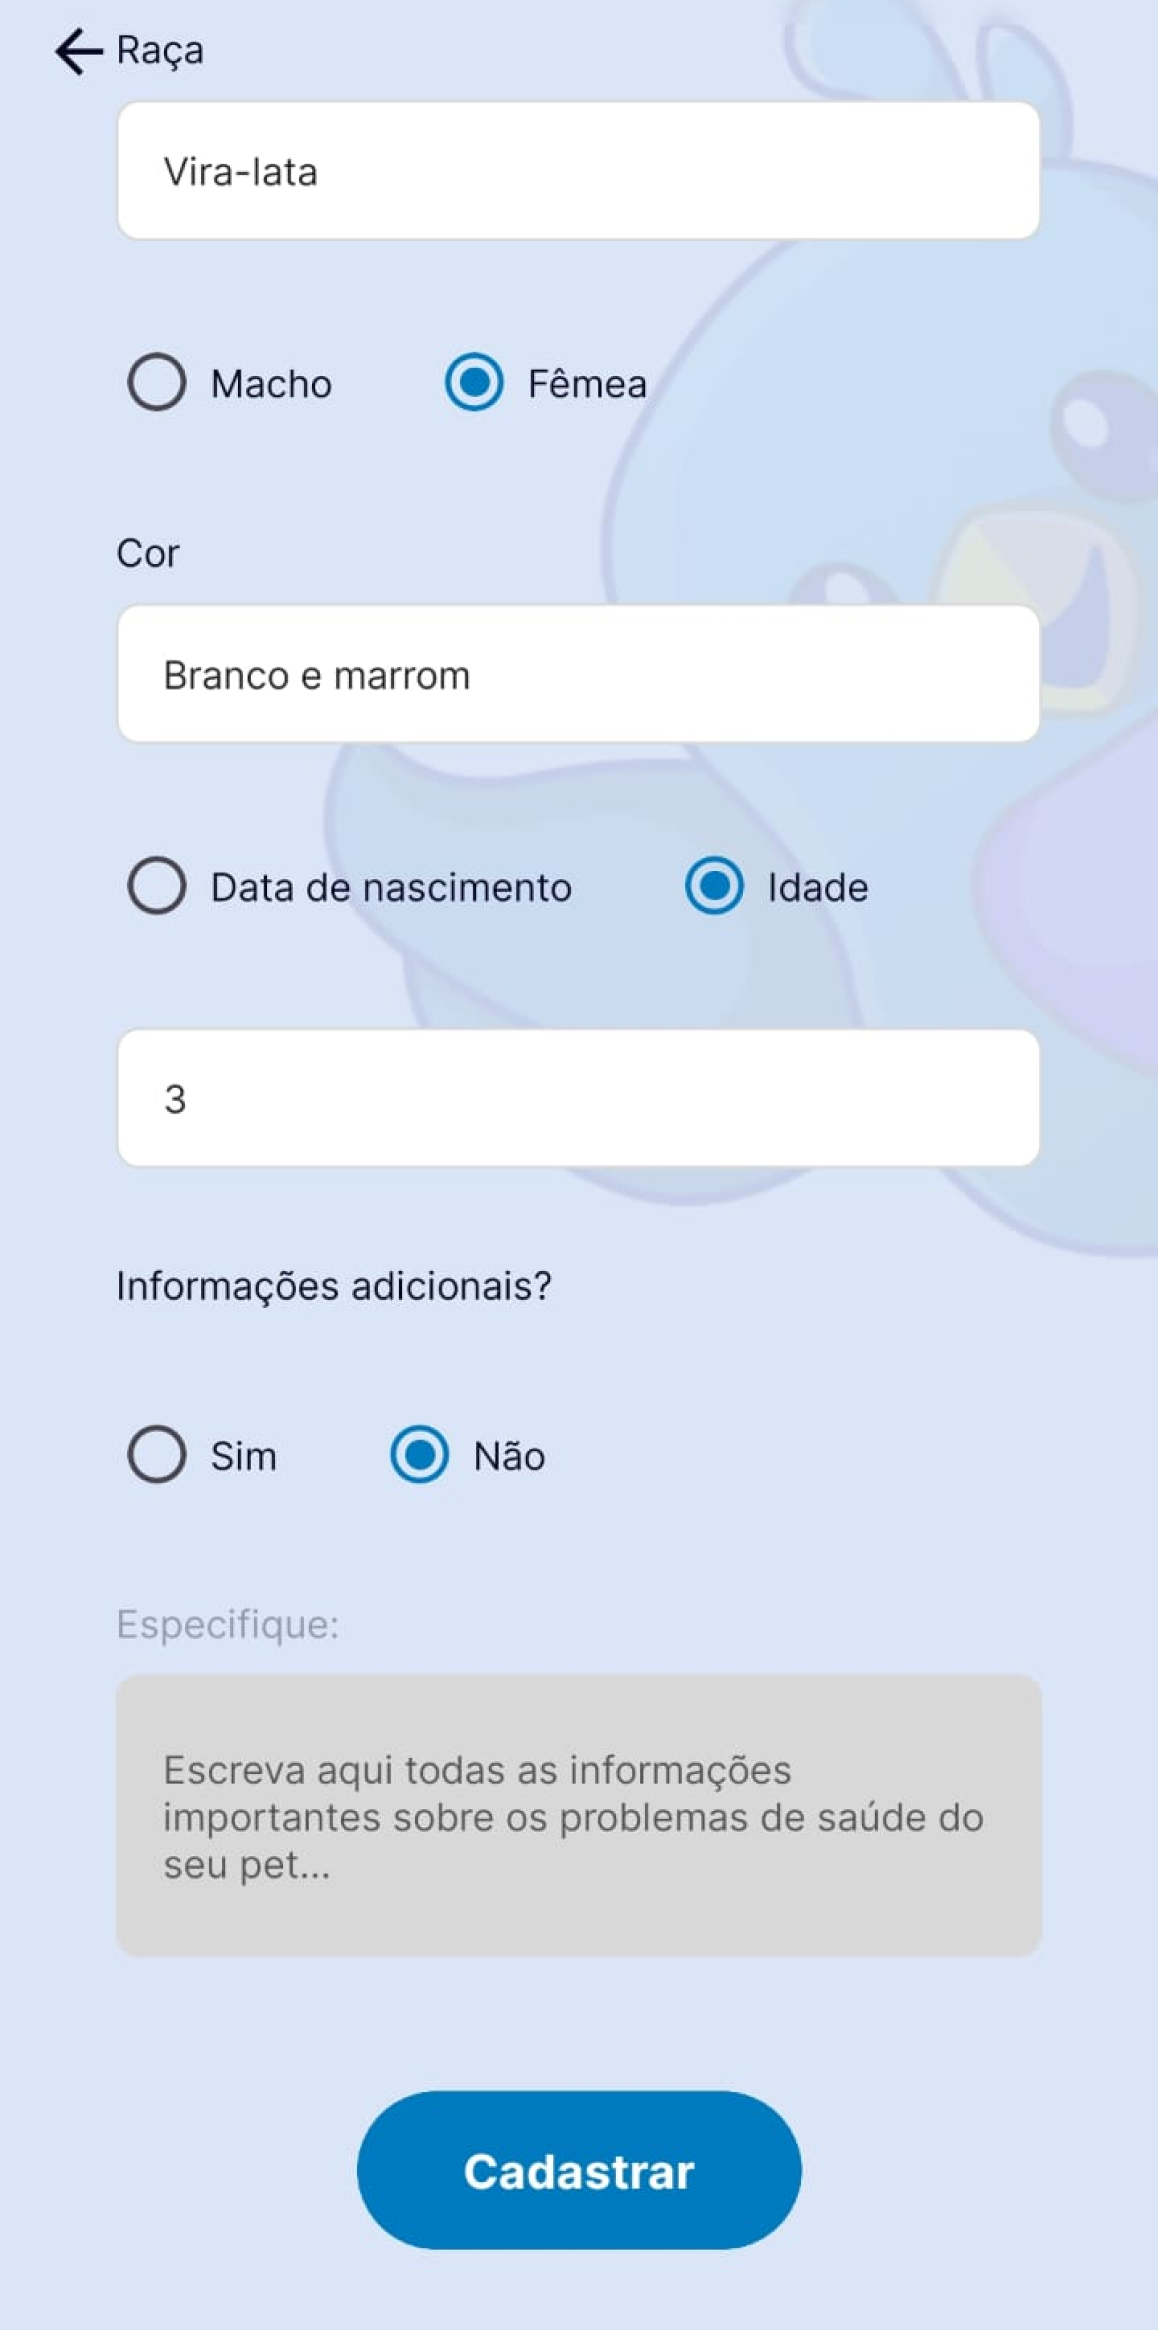 Raça
Vira-lata
Macho Fêmea
Cor
Branco e marrom
Data de nascimento Idade
3
Informações adicionais?
Sim Não
Especifique:
Escreva aqui todas as informações
importantes sobre os problemas de saúde do
seu pet...
Cadastrar